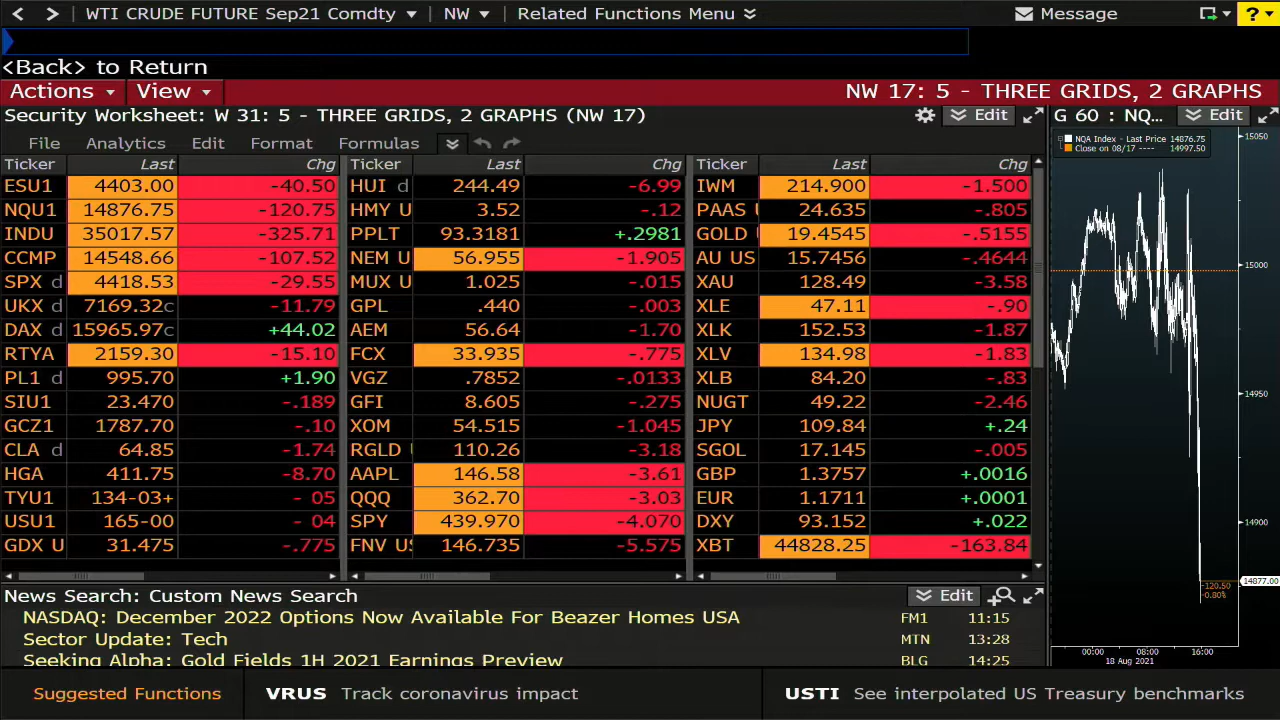 WTI CRUDE FUTURE Sep21 Comdty NW Related Functions Menu Message ?
<Back> to Return
Actions View NW 17: 5 - THREE GRIDS, 2 GRAPHS
Security Worksheet: W 31: 5 - THREE GRIDS, 2 GRAPHS (NW 17) Edit G 60 : NQ... Edit
File Analytics Edit Format Formulas
Ticker Last Chg Ticker Last Chg Ticker Last Chg
ESU1 4403.00 -40.50 HUI d 244.49 -6.99 IWM 214.900 -1.500
NQU1 14876.75 -120.75 HMY U 3.52 -.12 PAAS 24.635 -.805
INDU 35017.57 -325.71 PPLT 93.3181 +.2981 GOLD 19.4545 -.5155
CCMP 14548.66 -107.52 NEM U 56.955 -1.905 AU US 15.7456 -.4644
SPX d 4418.53 -29.55 MUX U 1.025 -.015 XAU 128.49 -3.58
UKX d 7169.32c -11.79 GPL .440 -.003 XLE 47.11 -.90
DAX d 15965.97c +44.02 AEM 56.64 -1.70 XLK 152.53 -1.87
RTYA 2159.30 -15.10 FCX 33.935 -.775 XLV 134.98 -1.83
PL1 d 995.70 +1.90 VGZ .7852 -.0133 XLB 84.20 -.83
SIU1 23.470 -.189 GFI 8.605 -.275 NUGT 49.22 -2.46
GCZ1 1787.70 -.10 XOM 54.515 -1.045 JPY 109.84 +.24
CLA d 64.85 -1.74 RGLD 110.26 -3.18 SGOL 17.145 -.005
HGA 411.75 -8.70 AAPL 146.58 -3.61 GBP 1.3757 +.0016
TYU1 134-03+ - 05 QQQ 362.70 -3.03 EUR 1.1711 +.0001
USU1 165-00 - 04 SPY 439.970 -4.070 DXY 93.152 +.022
GDX U 31.475 -.775 FNV US 146.735 -5.575 XBT 44828.25 -163.84
NQA Index - Last Price 14876.75
Close on 08/17 ---- 14997.50
15050
15000
14950
14900
14877.00
-120.50
-0.80%
00:00 08:00 16:00
18 Aug 2021
News Search: Custom News Search Edit
NASDAQ: December 2022 Options Now Available For Beazer Homes USA FM1 11:15
Sector Update: Tech MTN 13:28
Seeking Alpha: Gold Fields 1H 2021 Earnings Preview BLG 14:25
Suggested Functions VRUS Track coronavirus impact USTI See interpolated US Treasury benchmarks